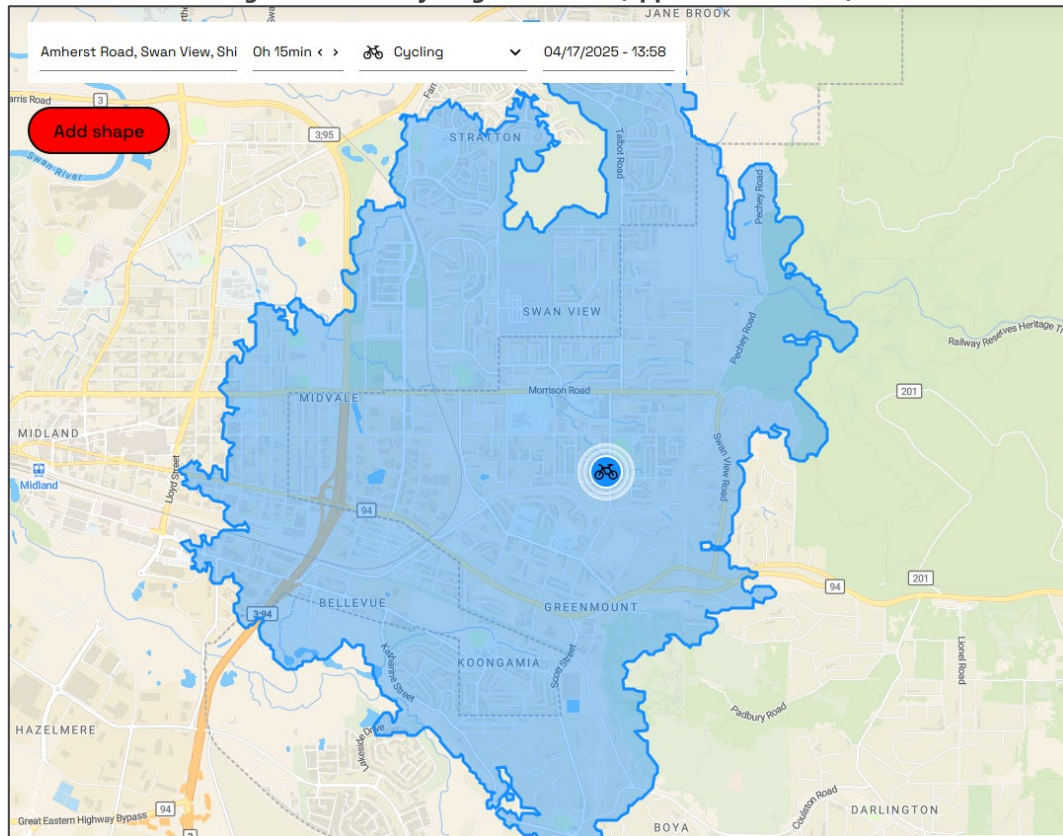 JANE BROOK
Amherst Road, Swan View, Shi
0h 15min < >
Cycling
04/17/2025 - 13:58
3
Add shape
3;95
STRATTON
Talbot Road
Swan River
Pechey Road
SWAN VIEW
Pechey Road
Railway Reserves Heritage
Morrison Road
201
MIDVALE
MIDLAND
Midland
Lloyd Street
Swan View Road
94
201
94
3;94
BELLEVUE
GREENMOUNT
KOONGAMIA
Katharine Street
Scott Street
Lionel Road
Padbury Road
HAZELMERE
Lakeside Drive
94
Great Eastern Highway Bypass
Coulston Road
DARLINGTON
BOYA